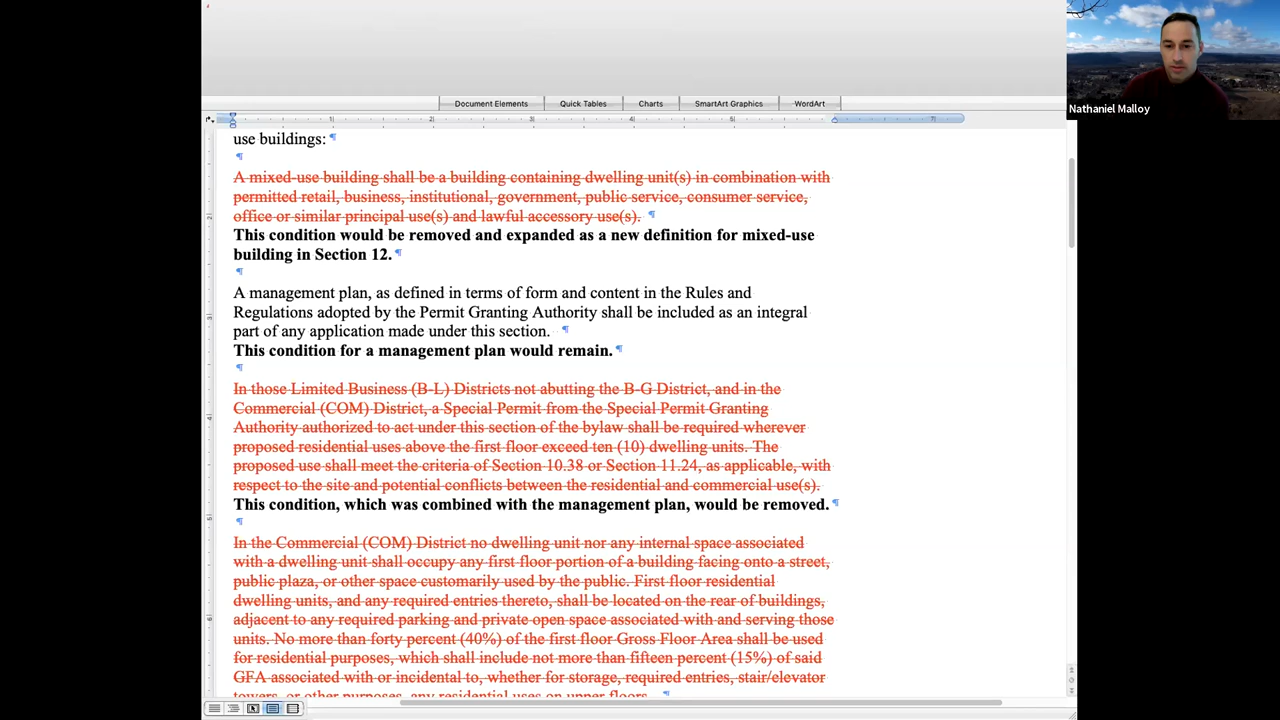 Document Elements Quick Tables Charts SmartArt Graphics WordArt
Nathaniel Malloy
1 2 3 4 5 7
use buildings: ¶
¶
A mixed-use building shall be a building containing dwelling unit(s) in combination with
permitted retail, business, institutional, government, public service, consumer service,
office or similar principal use(s) and lawful accessory use(s). ¶
This condition would be removed and expanded as a new definition for mixed-use
building in Section 12. ¶
¶
A management plan, as defined in terms of form and content in the Rules and
Regulations adopted by the Permit Granting Authority shall be included as an integral
part of any application made under this section. ¶
This condition for a management plan would remain. ¶
¶
In those Limited Business (B-L) Districts not abutting the B-G District, and in the
Commercial (COM) District, a Special Permit from the Special Permit Granting
Authority authorized to act under this section of the bylaw shall be required wherever
proposed residential uses above the first floor exceed ten (10) dwelling units. The
proposed use shall meet the criteria of Section 10.38 or Section 11.24, as applicable, with
respect to the site and potential conflicts between the residential and commercial use(s).
This condition, which was combined with the management plan, would be removed. ¶
¶
In the Commercial (COM) District no dwelling unit nor any internal space associated
with a dwelling unit shall occupy any first floor portion of a building facing onto a street,
public plaza, or other space customarily used by the public. First floor residential
dwelling units, and any required entries thereto, shall be located on the rear of buildings,
adjacent to any required parking and private open space associated with and serving those
units. No more than forty percent (40%) of the first floor Gross Floor Area shall be used
for residential purposes, which shall include not more than fifteen percent (15%) of said
GFA associated with or incidental to, whether for storage, required entries, stair/elevator
towers, or other purposes, any residential uses on upper floors. ¶